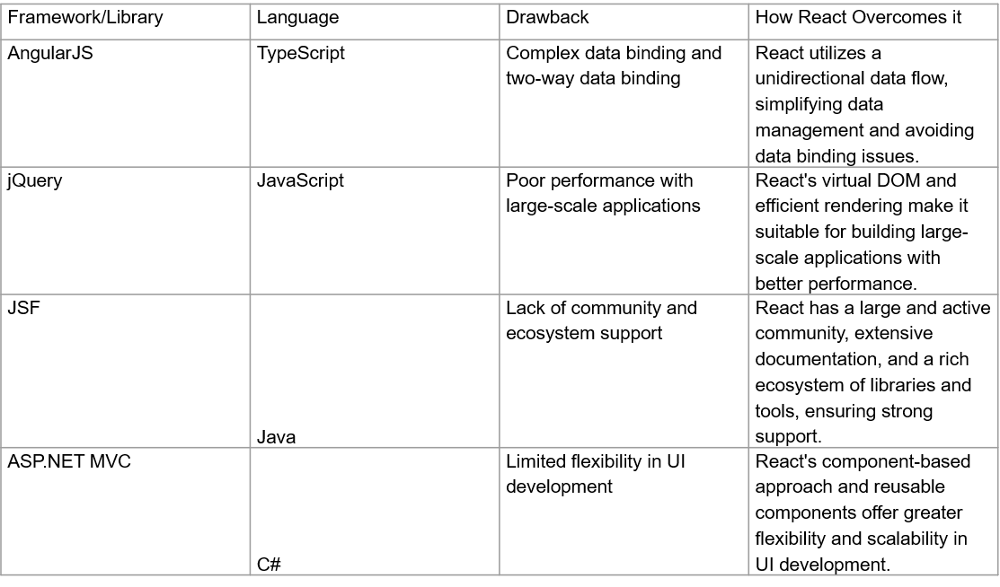 Framework/Library
Language
Drawback
How React Overcomes it
AngularJS
TypeScript
Complex data binding and
two-way data binding
React utilizes a
unidirectional data flow,
simplifying data
management and avoiding
data binding issues.
jQuery
JavaScript
Poor performance with
large-scale applications
React's virtual DOM and
efficient rendering make it
suitable for building large-
scale applications with
better performance.
JSF
Java
Lack of community and
ecosystem support
React has a large and active
community, extensive
documentation, and a rich
ecosystem of libraries and
tools, ensuring strong
support.
ASP.NET MVC
C#
Limited flexibility in UI
development
React's component-based
approach and reusable
components offer greater
flexibility and scalability in
UI development.